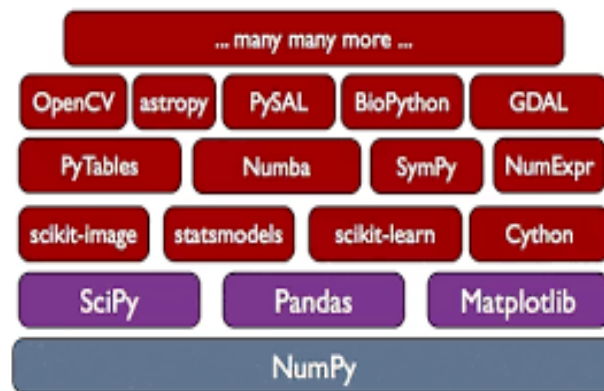 ... many many more ...
OpenCV astropy PySAL BioPython GDAL
PyTables Numba SymPy NumExpr
scikit-image statsmodels scikit-learn Cython
SciPy Pandas Matplotlib
NumPy